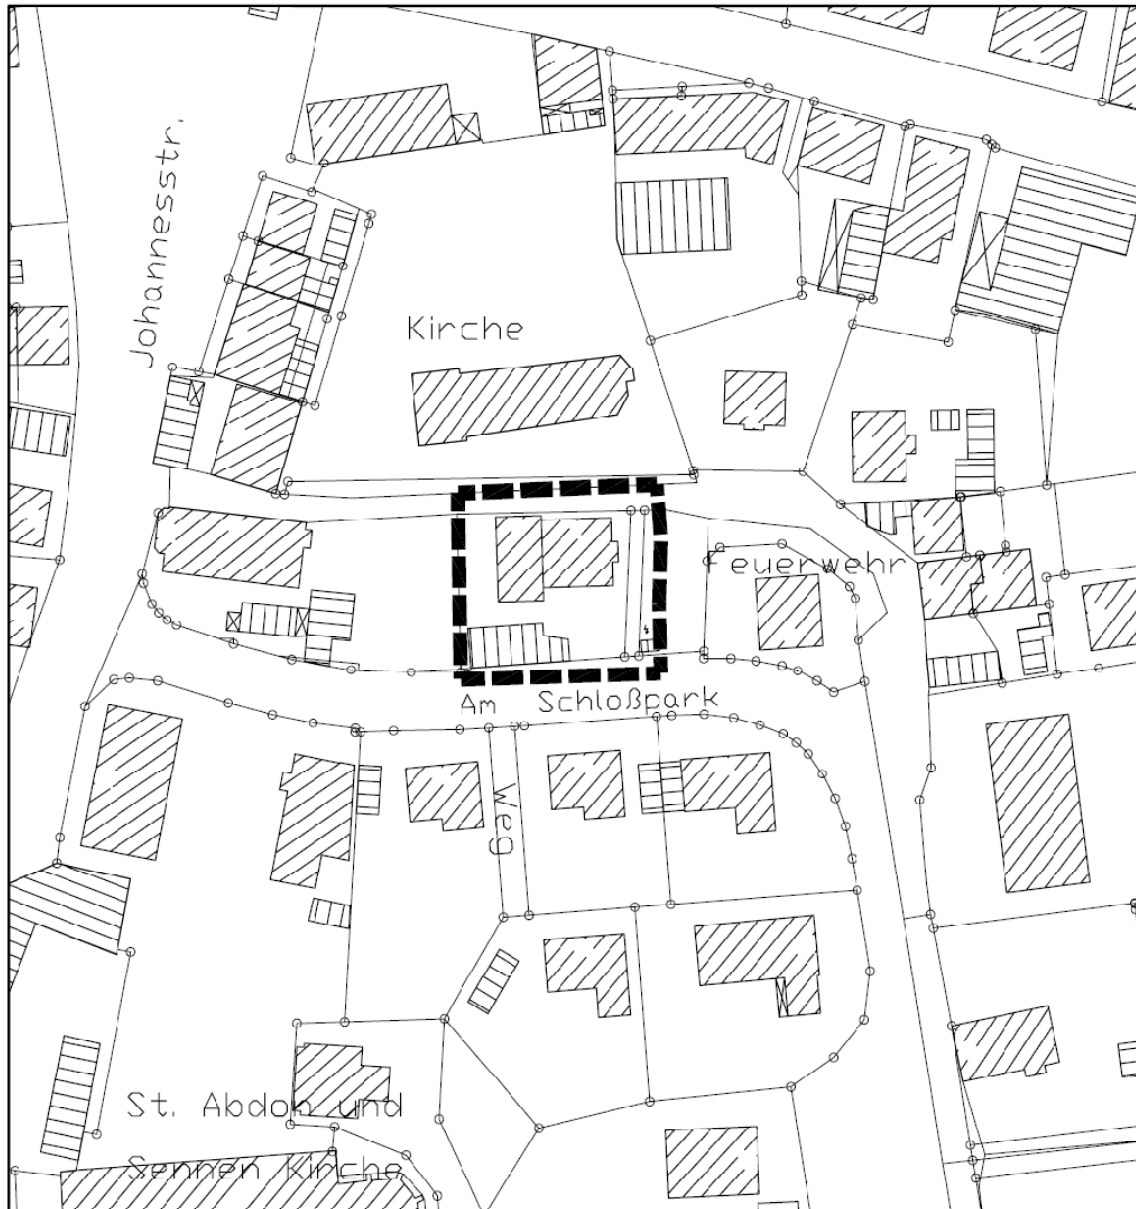 Johannesstr.
Kirche
Feuerwehr
Am Schloßpark
Weg
St. Abdon und
Sennen Kirche